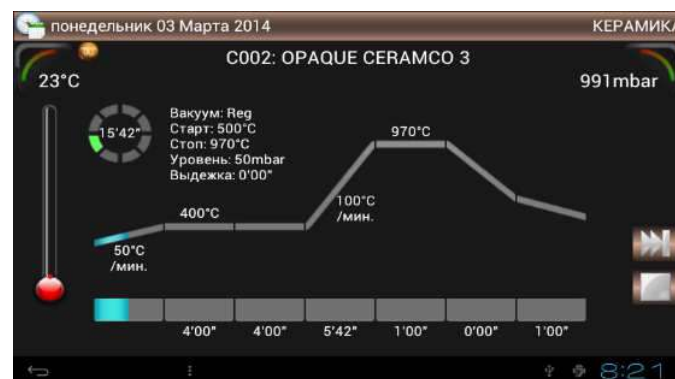 понедельник 03 Марта 2014
КЕРАМИКА
C002: OPAQUE CERAMCO 3
23°C
991mbar
15'42"
Вакуум: Reg
Старт: 500°C
Стоп: 970°C
Уровень: 50mbar
Выдежка: 0'00"
970°C
400°C
100°C
/мин.
50°C
/мин.
4'00" 4'00" 5'42" 1'00" 0'00" 1'00"
8:21